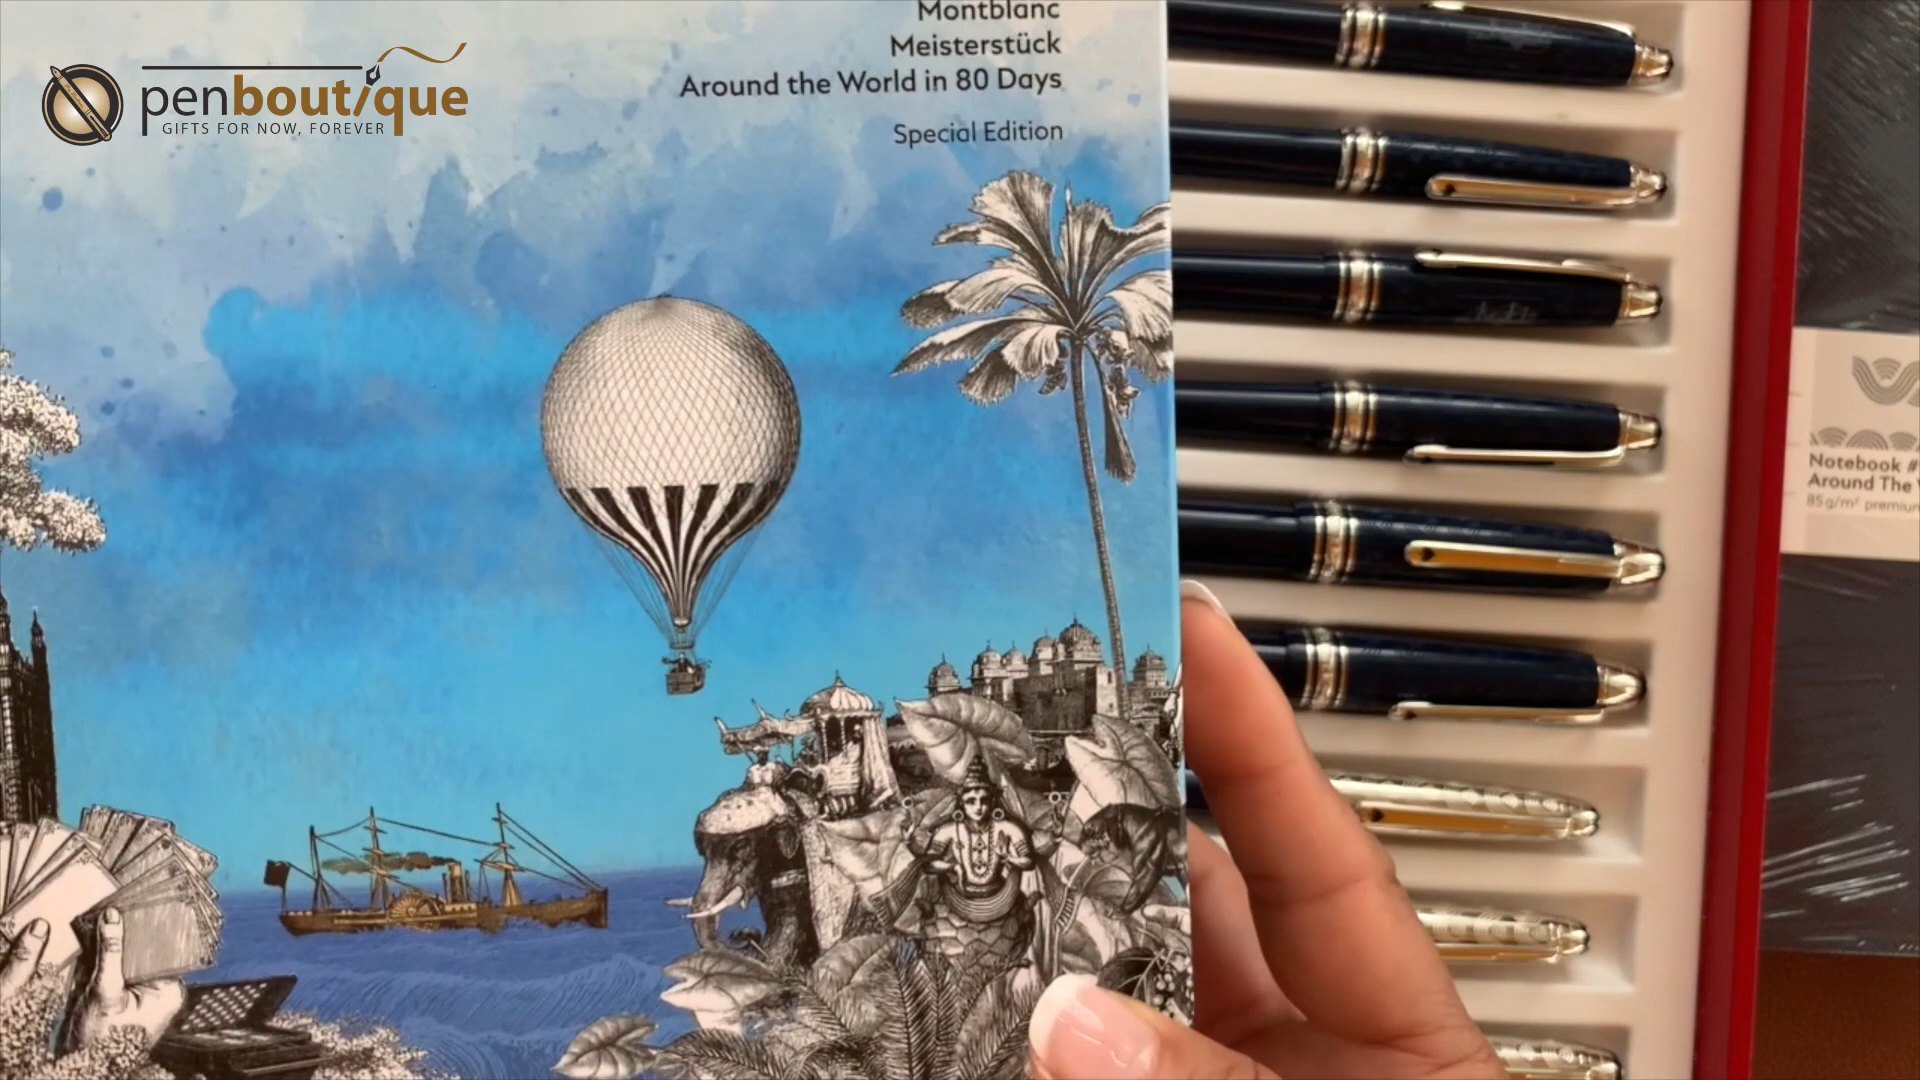 penboutique
GIFTS FOR NOW, FOREVER
Montblanc
Meisterstück
Around the World in 80 Days
Special Edition
Notebook #
Around The
85 g/m² premium